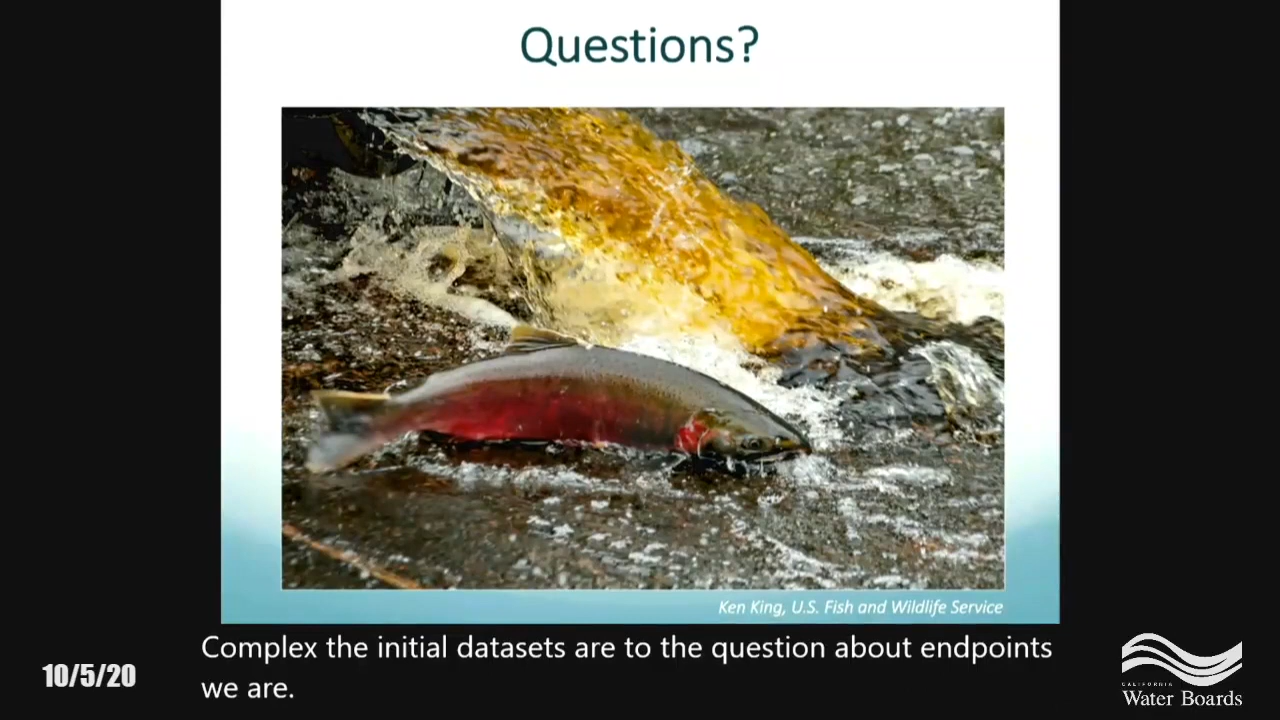 Questions?
Ken King, U.S. Fish and Wildlife Service
Complex the initial datasets are to the question about endpoints
we are.
10/5/20
CALIFORNIA
Water Boards